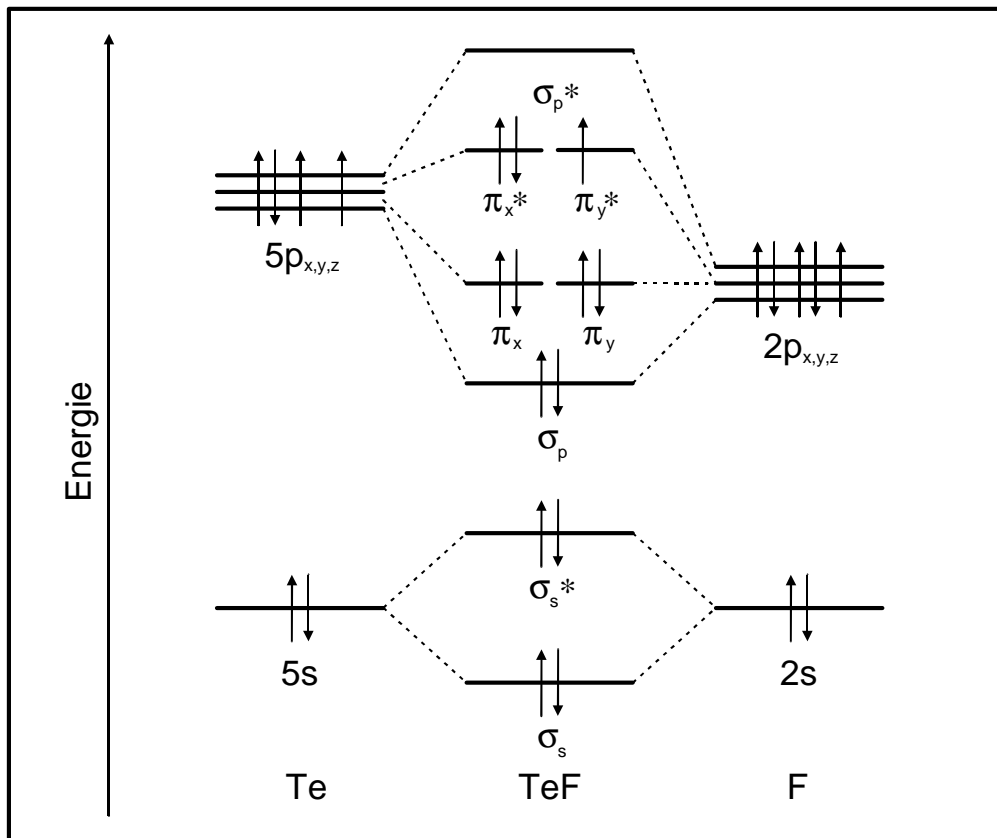 σp*
πx* πy*
5px,y,z
πx πy
2px,y,z
σp
Energie
σs*
5s 2s
σs
Te TeF F